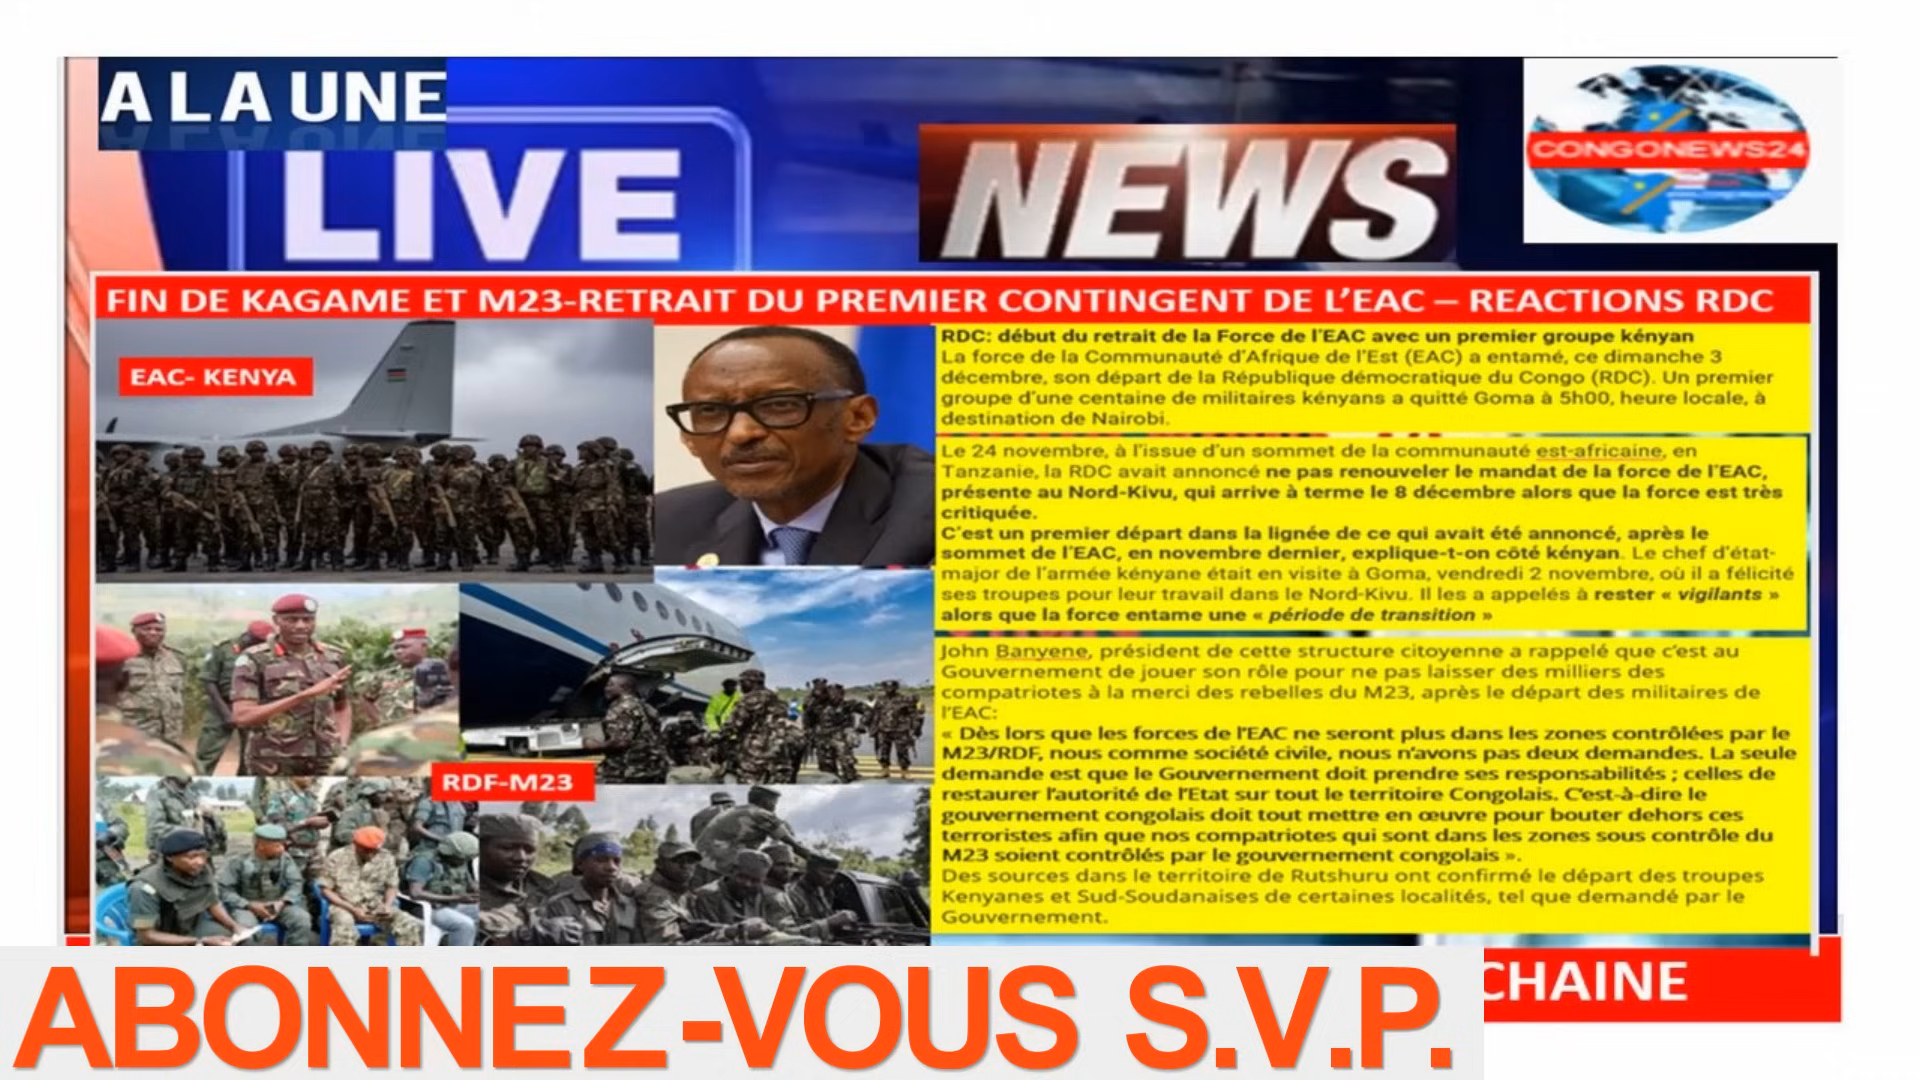 A LA UNE
LIVE
NEWS
CONGONEWS24
FIN DE KAGAME ET M23-RETRAIT DU PREMIER CONTINGENT DE L'EAC – REACTIONS RDC
EAC- KENYA
RDC: début du retrait de la Force de l'EAC avec un premier groupe kényan
La force de la Communauté d'Afrique de l'Est (EAC) a entamé, ce dimanche 3
décembre, son départ de la République démocratique du Congo (RDC). Un premier
groupe d'une centaine de militaires kényans a quitté Goma à 5h00, heure locale, à
destination de Nairobi.
Le 24 novembre, à l'issue d'un sommet de la communauté est-africaine, en
Tanzanie, la RDC avait annoncé ne pas renouveler le mandat de la force de l'EAC,
présente au Nord-Kivu, qui arrive à terme le 8 décembre alors que la force est très
critiquée.
C'est un premier départ dans la lignée de ce qui avait été annoncé, après le
sommet de l'EAC, en novembre dernier, explique-t-on côté kényan. Le chef d'état-
major de l'armée kényane était en visite à Goma, vendredi 2 novembre, où il a félicité
ses troupes pour leur travail dans le Nord-Kivu. Il les a appelés à rester « vigilants »
alors que la force entame une « période de transition »
John Banyene, président de cette structure citoyenne a rappelé que c'est au
Gouvernement de jouer son rôle pour ne pas laisser des milliers des
compatriotes à la merci des rebelles du M23, après le départ des militaires de
l'EAC:
« Dès lors que les forces de l'EAC ne seront plus dans les zones contrôlées par le
M23/RDF, nous comme société civile, nous n'avons pas deux demandes. La seule
demande est que le Gouvernement doit prendre ses responsabilités ; celles de
restaurer l'autorité de l'Etat sur tout le territoire Congolais. C'est-à-dire le
gouvernement congolais doit tout mettre en œuvre pour bouter dehors ces
terroristes afin que nos compatriotes qui sont dans les zones sous contrôle du
M23 soient contrôlés par le gouvernement congolais ».
Des sources dans le territoire de Rutshuru ont confirmé le départ des troupes
Kenyanes et Sud-Soudanaises de certaines localités, tel que demandé par le
Gouvernement.
RDF-M23
ABONNEZ-VOUS S.V.P.
CHAINE